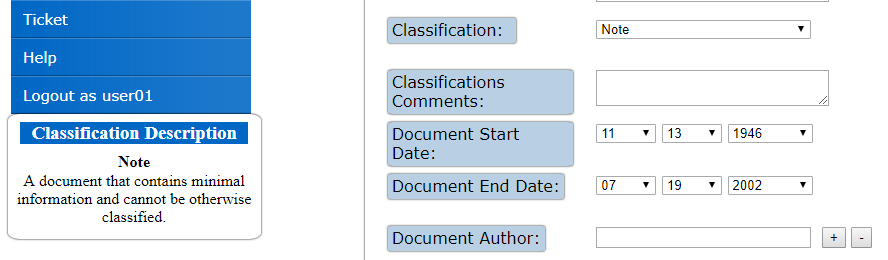 Ticket
Help
Logout as user01
Classification Description
Note
A document that contains minimal
information and cannot be otherwise
classified.
Classification:
Note
Classifications
Comments:
Document Start
Date:
11 13 1946
Document End Date:
07 19 2002
Document Author:
+ -